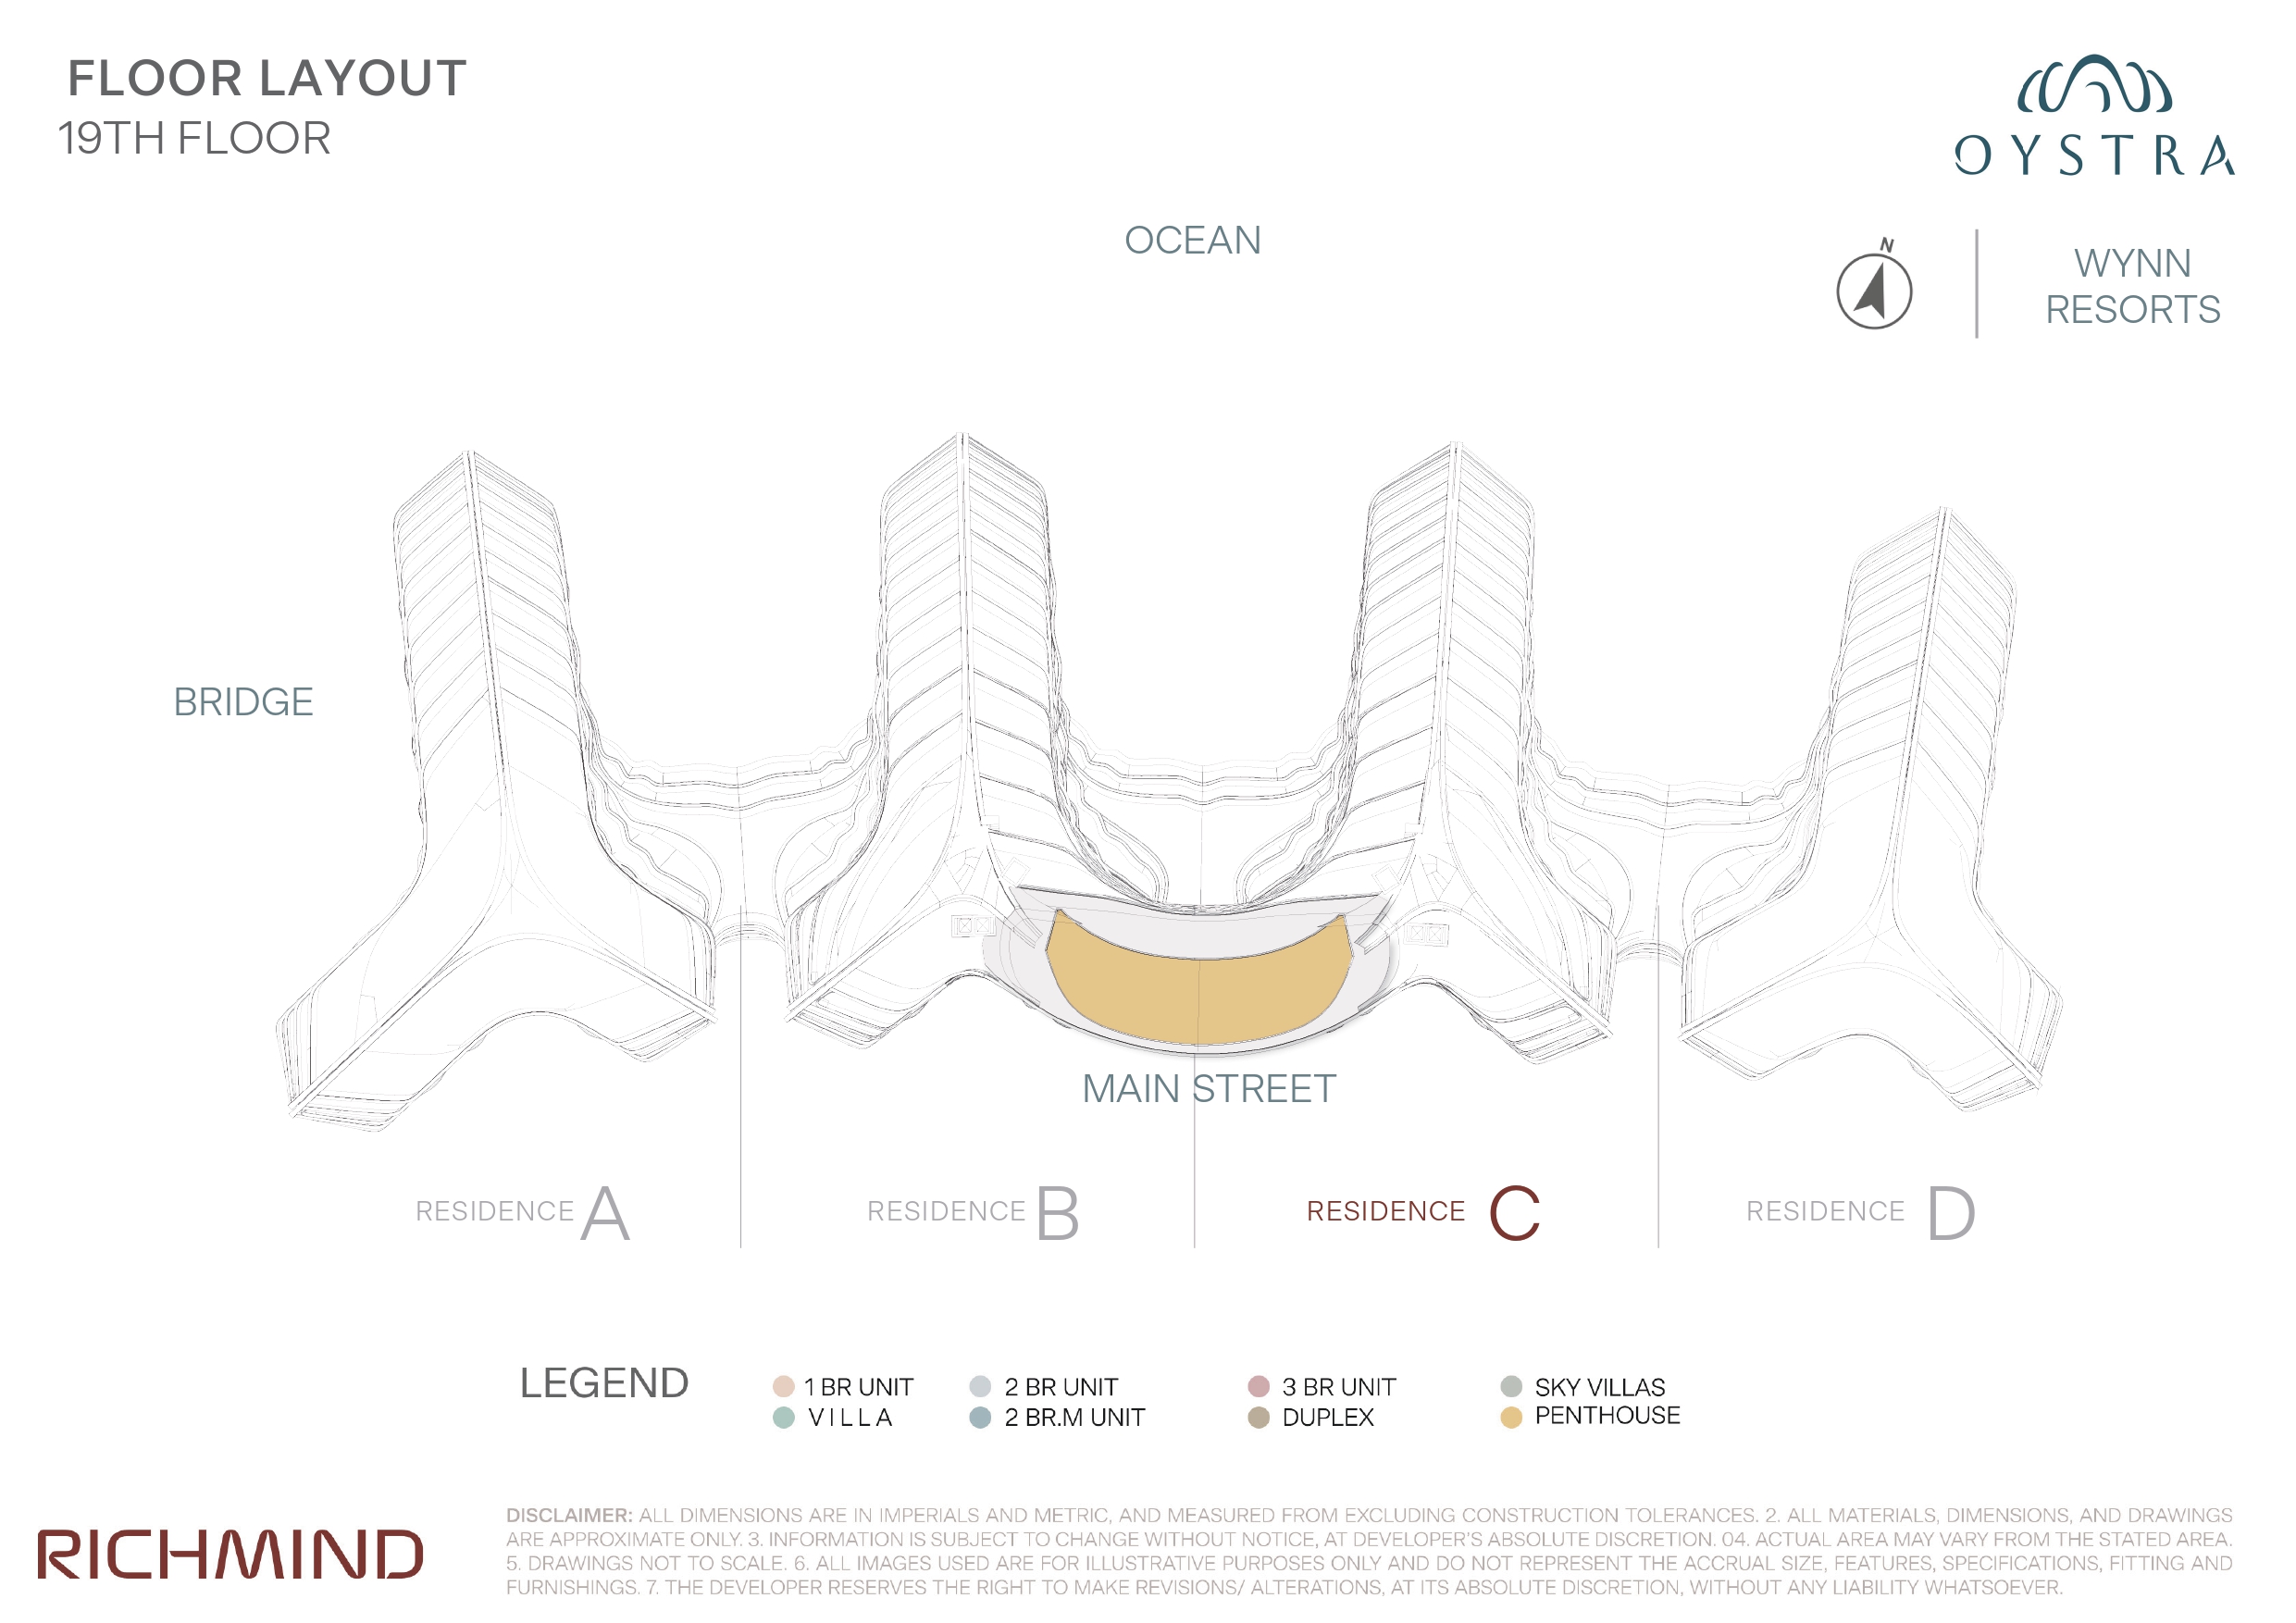 FLOOR LAYOUT
19TH FLOOR
OYSTRA
OCEAN
N
WYNN
RESORTS
BRIDGE
MAIN STREET
RESIDENCE A
RESIDENCE B
RESIDENCE C
RESIDENCE D
LEGEND
1 BR UNIT
2 BR UNIT
3 BR UNIT
SKY VILLAS
VILLA
2 BR.M UNIT
DUPLEX
PENTHOUSE
RICHMIND
DISCLAIMER: ALL DIMENSIONS ARE IN IMPERIALS AND METRIC, AND MEASURED FROM EXCLUDING CONSTRUCTION TOLERANCES. 2. ALL MATERIALS, DIMENSIONS, AND DRAWINGS
ARE APPROXIMATE ONLY. 3. INFORMATION IS SUBJECT TO CHANGE WITHOUT NOTICE, AT DEVELOPER'S ABSOLUTE DISCRETION. 04. ACTUAL AREA MAY VARY FROM THE STATED AREA.
5. DRAWINGS NOT TO SCALE. 6. ALL IMAGES USED ARE FOR ILLUSTRATIVE PURPOSES ONLY AND DO NOT REPRESENT THE ACCRUAL SIZE, FEATURES, SPECIFICATIONS, FITTING AND
FURNISHINGS. 7. THE DEVELOPER RESERVES THE RIGHT TO MAKE REVISIONS/ ALTERATIONS, AT ITS ABSOLUTE DISCRETION, WITHOUT ANY LIABILITY WHATSOEVER.